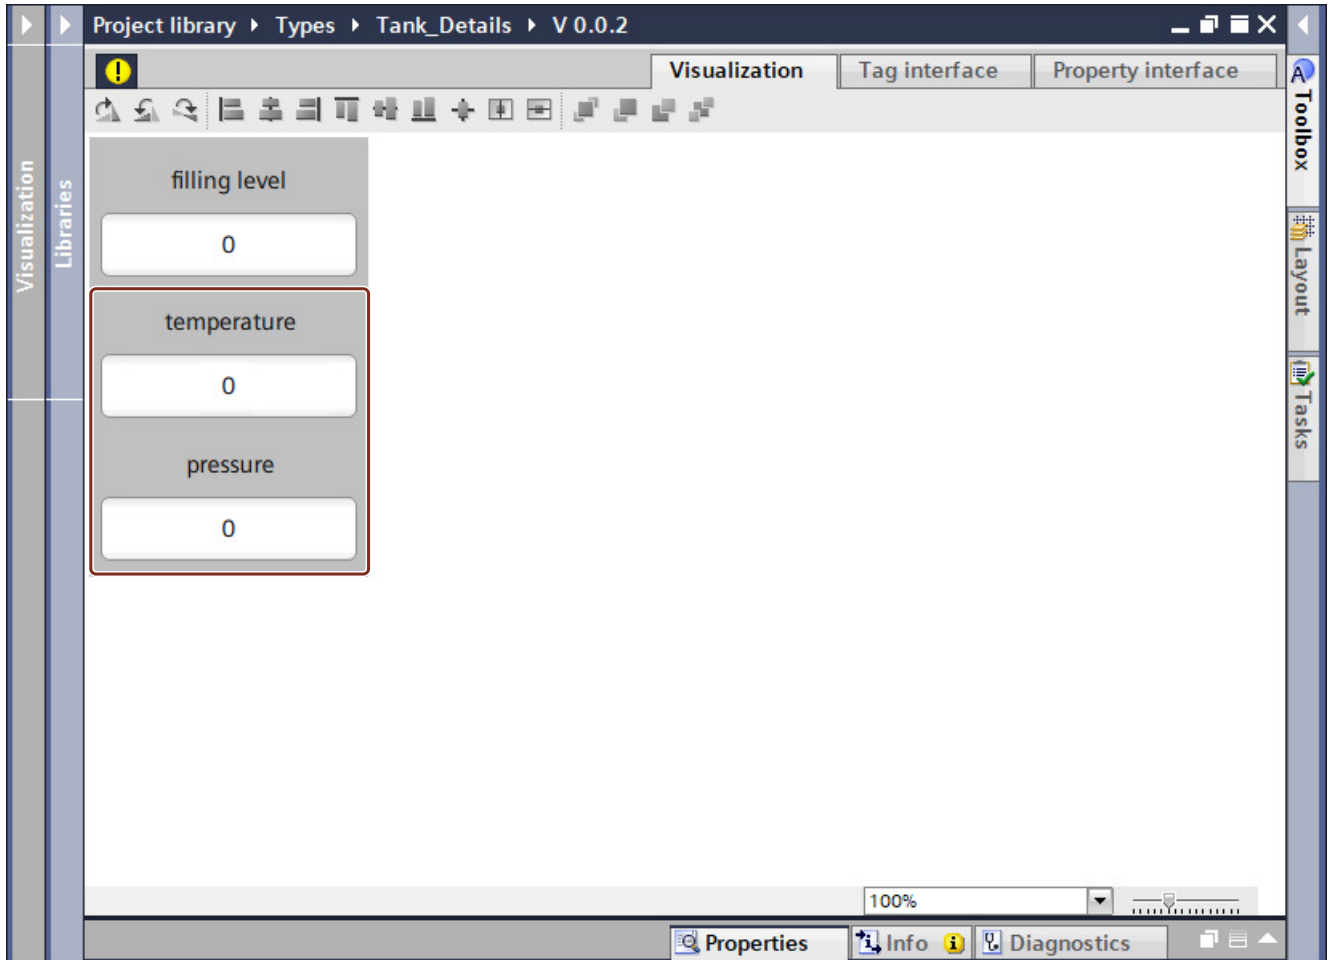 Project library Types Tank_Details V 0.0.2
Visualization Tag interface Property interface
filling level
0
temperature
0
pressure
0
100%
Properties Info Diagnostics
Visualization
Libraries
Toolbox
Layout
Tasks